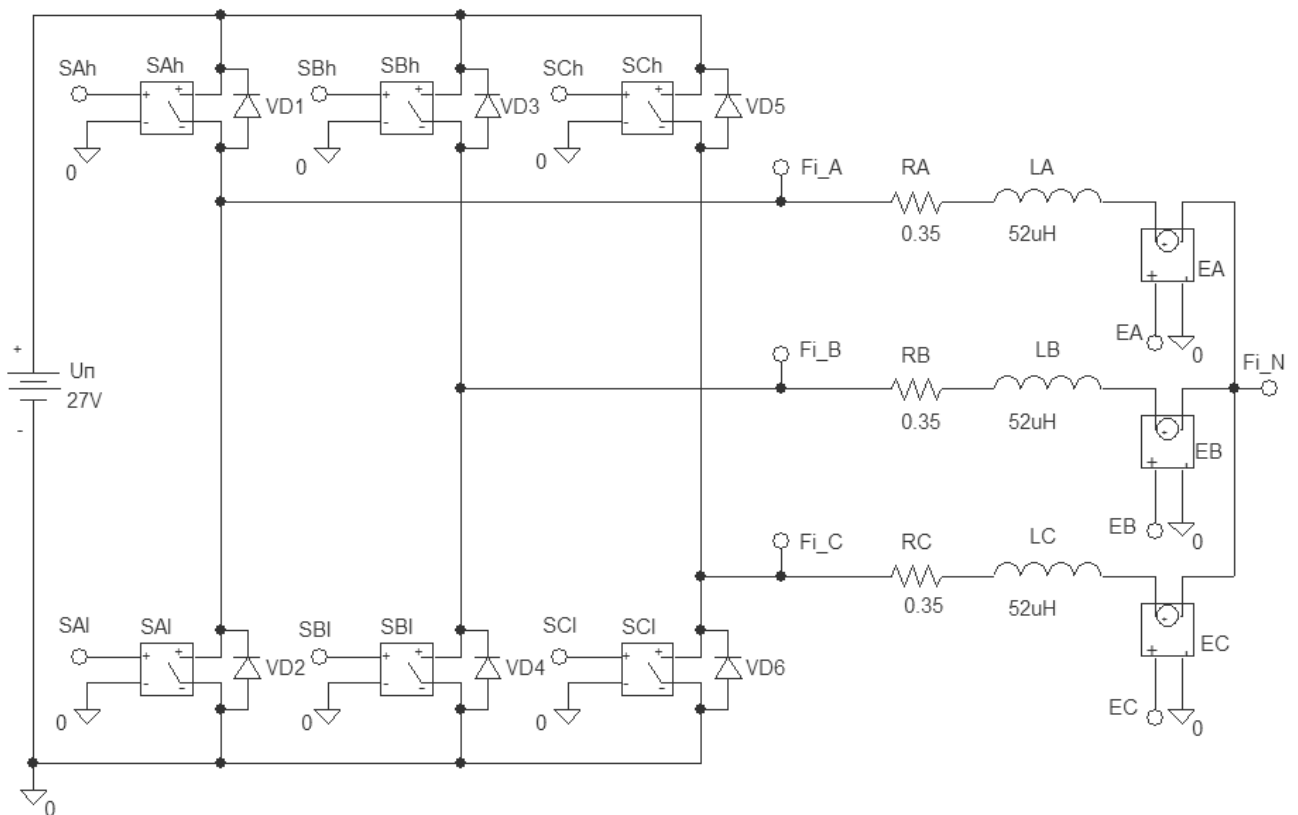 SAh SAh VD1
+ + - -
0
SBh SBh VD3
+ + - -
0
SCh SCh VD5
+ + - -
0
Fi_A RA LA
0.35 52uH
+ EA
+ -
EA 0
+ Uп
27V
-
Fi_B RB LB
0.35 52uH
Fi_N
+ EB
+ -
EB 0
Fi_C RC LC
0.35 52uH
+ EC
+ -
EC 0
SAl SAl VD2
+ + - -
0
SBl SBl VD4
+ + - -
0
SCl SCl VD6
+ + - -
0
0